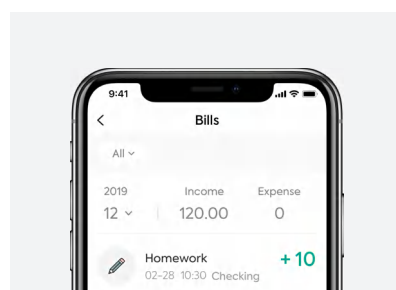 9:41
Bills
All
2019 Income Expense
12 120.00 0
Homework +10
02-28 10:30 Checking